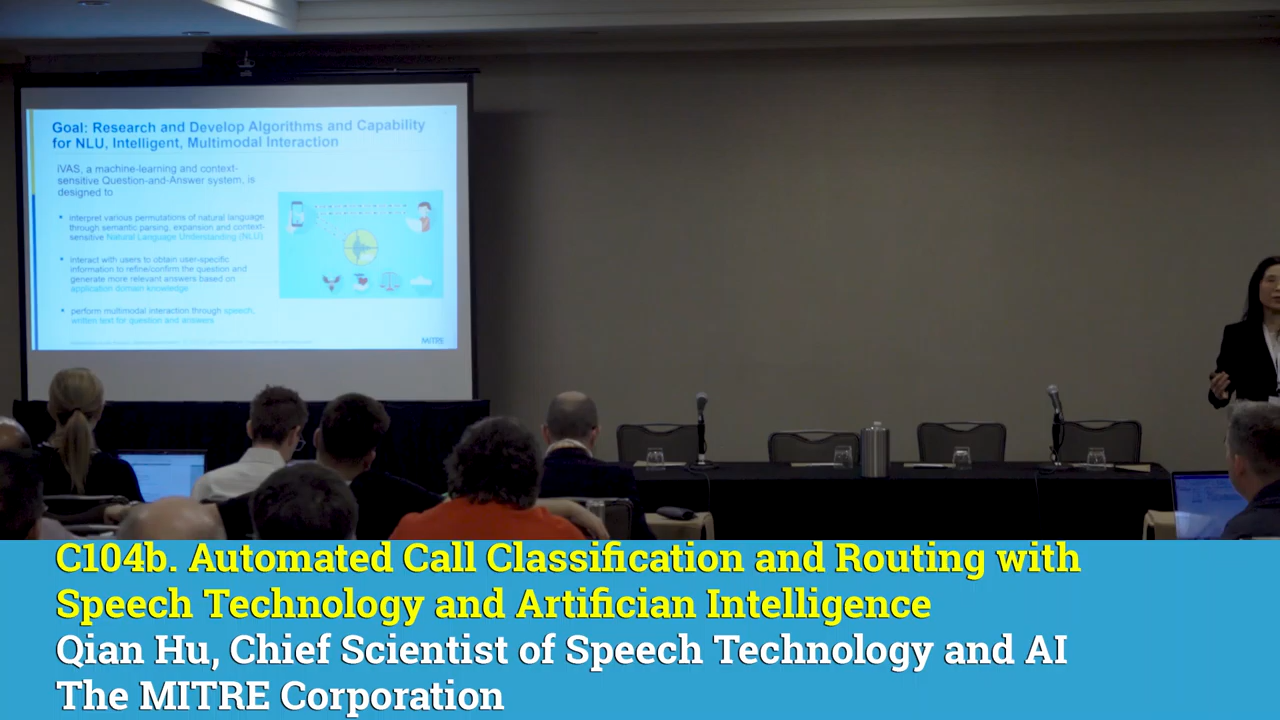 Goal: Research and Develop Algorithms and Capability
for NLU, Intelligent, Multimodal Interaction
iVAS, a machine-learning and context-
sensitive Question-and-Answer system, is
designed to
interpret various permutations of natural language
through semantic parsing, expansion and context-
sensitive Natural Language Understanding (NLU)
interact with users to obtain user-specific
information to refine/confirm the question and
generate more relevant answers based on
application domain knowledge
perform multimodal interaction through speech,
written text for question and answers
MITRE
C104b. Automated Call Classification and Routing with
Speech Technology and Artifician Intelligence
Qian Hu, Chief Scientist of Speech Technology and AI
The MITRE Corporation